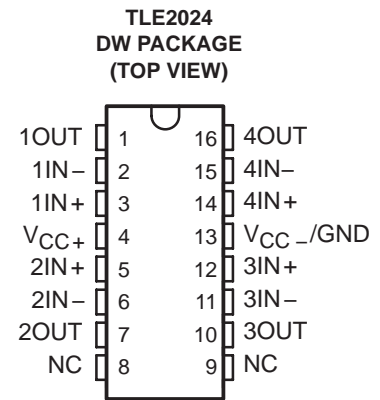 TLE2024
DW PACKAGE
(TOP VIEW)
1OUT 1 16 4OUT
1IN− 2 15 4IN−
1IN+ 3 14 4IN+
VCC+ 4 13 VCC−/GND
2IN+ 5 12 3IN+
2IN− 6 11 3IN−
2OUT 7 10 3OUT
NC 8 9 NC